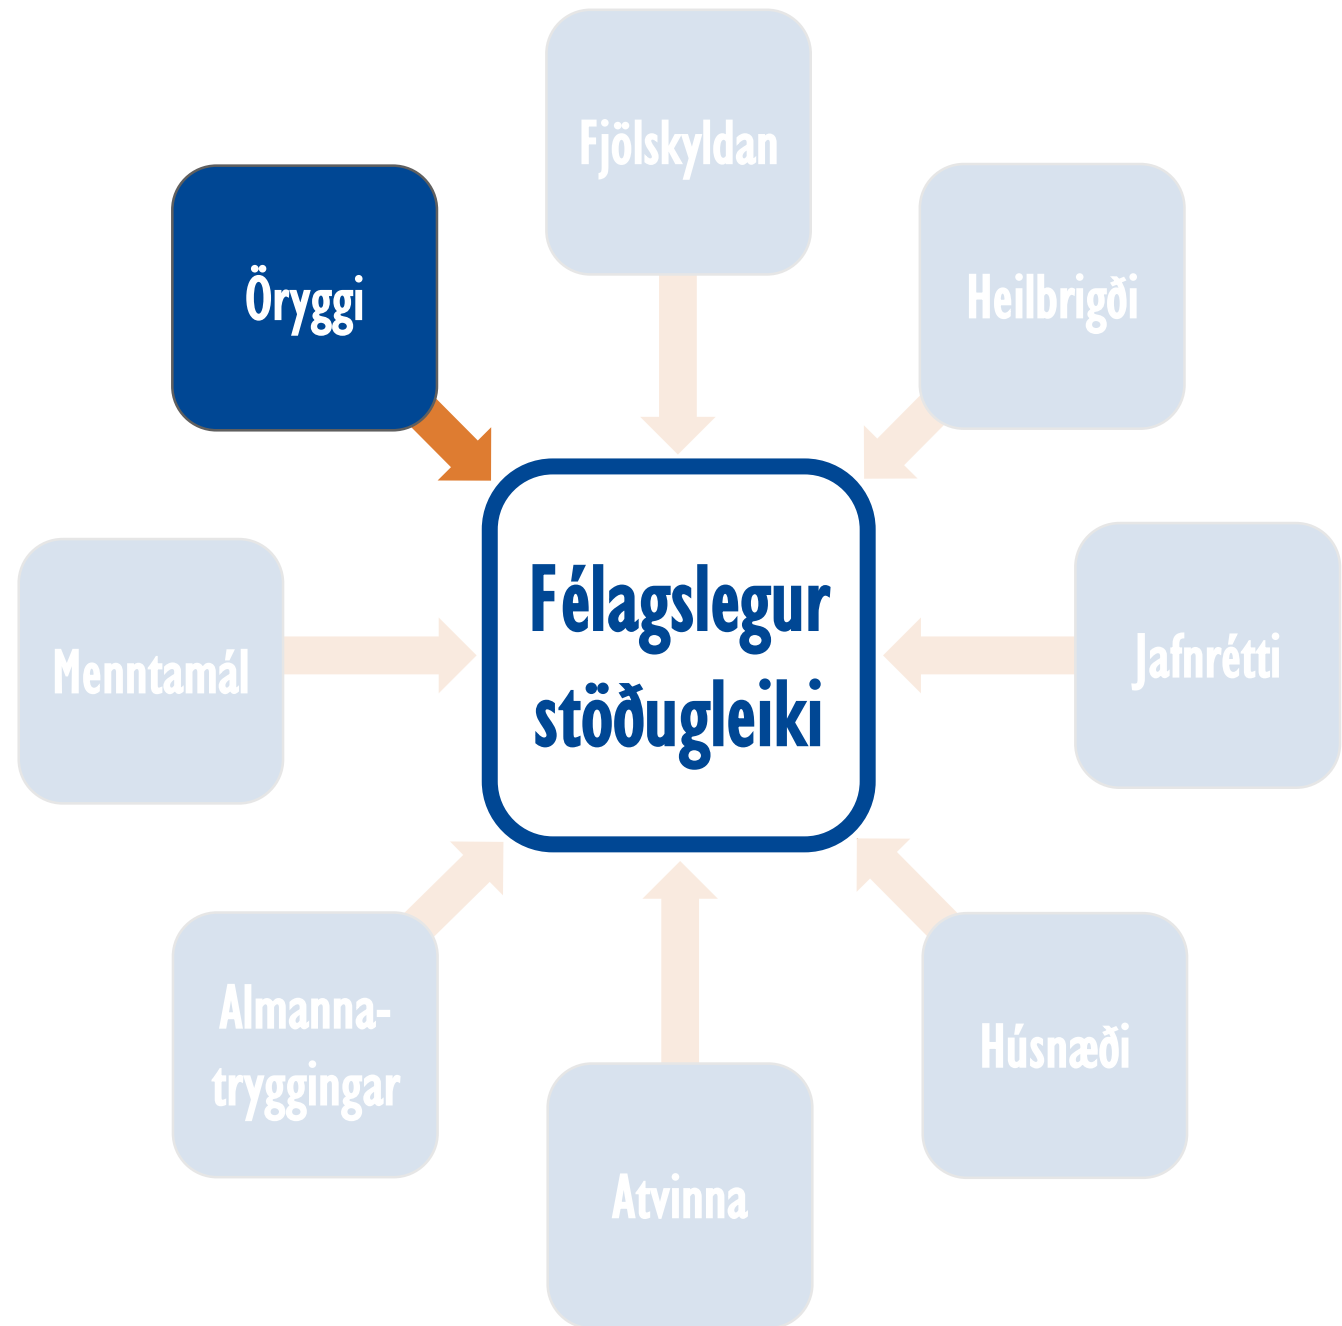 Fjölskyldan
Öryggi
Heilbrigði
Félagslegur
stöðugleiki
Menntamál
Jafnrétti
Almanna-
tryggingar
Húsnæði
Atvinna